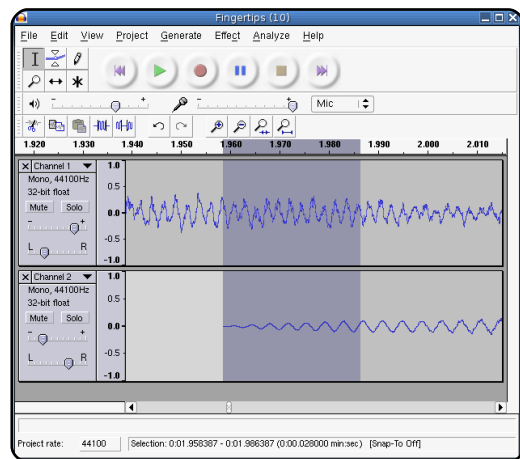 Fingertips (10)
File Edit View Project Generate Effect Analyze Help
- + - + Mic
1.920 1.930 1.940 1.950 1.960 1.970 1.980 1.990 2.000 2.010
X Channel 1
Mono, 44100Hz
32-bit float
Mute Solo
- +
L R
1.0
0.5
0.0
-0.5
-1.0
X Channel 2
Mono, 44100Hz
32-bit float
Mute Solo
- +
L R
1.0
0.5
0.0
-0.5
-1.0
Project rate: 44100 Selection: 0:01.958387 - 0:01.986387 (0:00.028000 min:sec) [Snap-To Off]